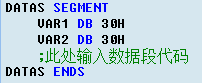 DATAS SEGMENT
    VAR1 DB 30H
    VAR2 DB 30H
    ;此处输入数据段代码
DATAS ENDS